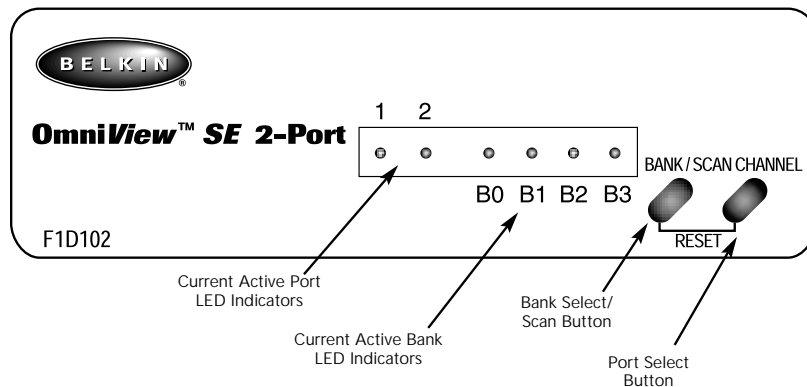 BELKIN
®
OmniView™ SE 2-Port
1 2
BANK / SCAN CHANNEL
B0 B1 B2 B3
RESET
F1D102
Current Active Port
LED Indicators
Current Active Bank
LED Indicators
Bank Select/
Scan Button
Port Select
Button